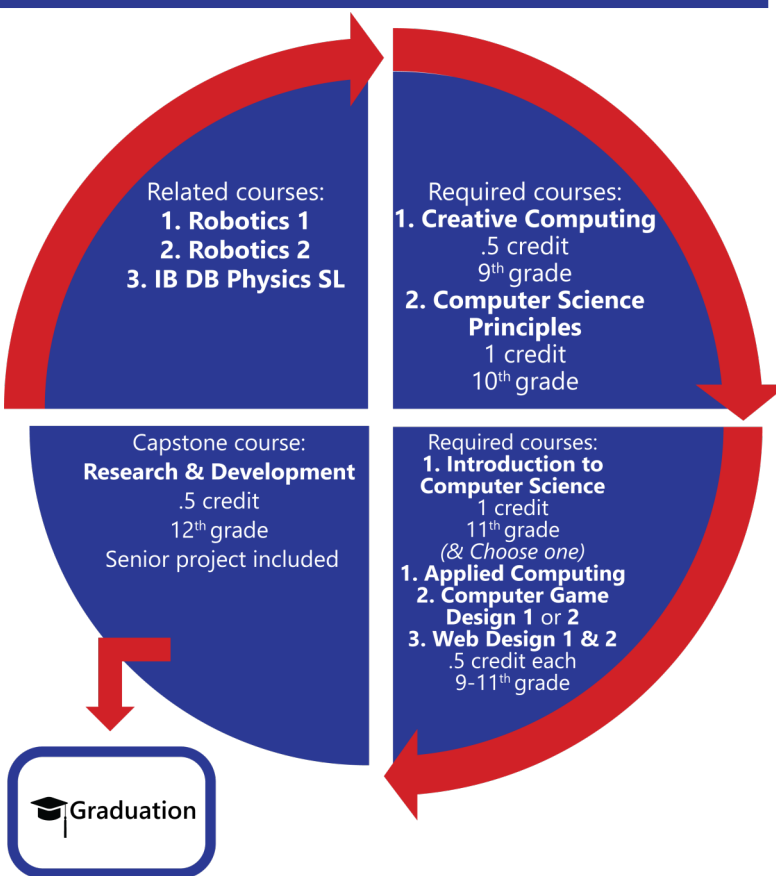 Related courses:
1. Robotics 1
2. Robotics 2
3. IB DB Physics SL
Required courses:
1. Creative Computing
.5 credit
9th grade
2. Computer Science
Principles
1 credit
10th grade
Required courses:
1. Introduction to
Computer Science
1 credit
11th grade
(& Choose one)
1. Applied Computing
2. Computer Game
Design 1 or 2
3. Web Design 1 & 2
.5 credit each
9-11th grade
Capstone course:
Research & Development
.5 credit
12th grade
Senior project included
Graduation